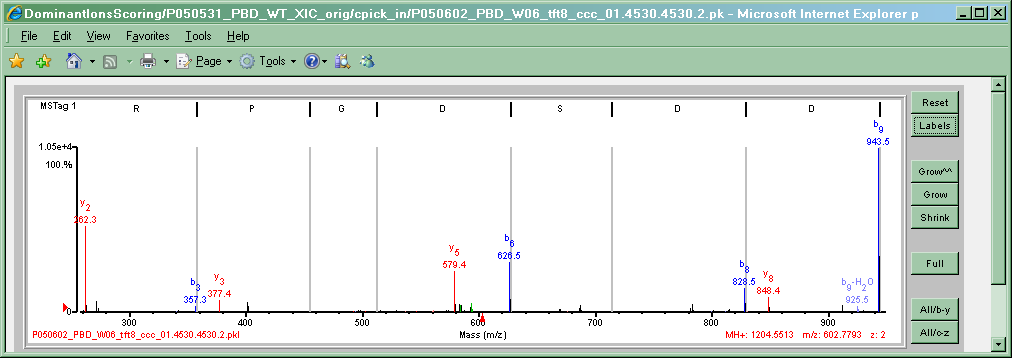 DominantIonsScoring/P050531_PBD_WT_XIC_orig/cpick_in/P050602_PBD_W06_tft8_ccc_01.4530.4530.2.pk - Microsoft Internet Explorer p
File Edit View Favorites Tools Help
Page Tools
MSTag 1 R P G D S D D
Reset
Labels
1.05e+4
100.%
b9
943.5
Grow^^
Grow
Shrink
y2
262.3
b6
626.5
y5
579.4
Full
b3
357.3
y3
377.4
b8
828.5
y8
848.4
b9-H2O
925.5
0
All/b-y
300 400 500 600 700 800 900
P050602_PBD_W06_tft8_ccc_01.4530.4530.2.pkl Mass (m/z) MH+: 1204.5513 m/z: 602.7793 z: 2
All/c-z